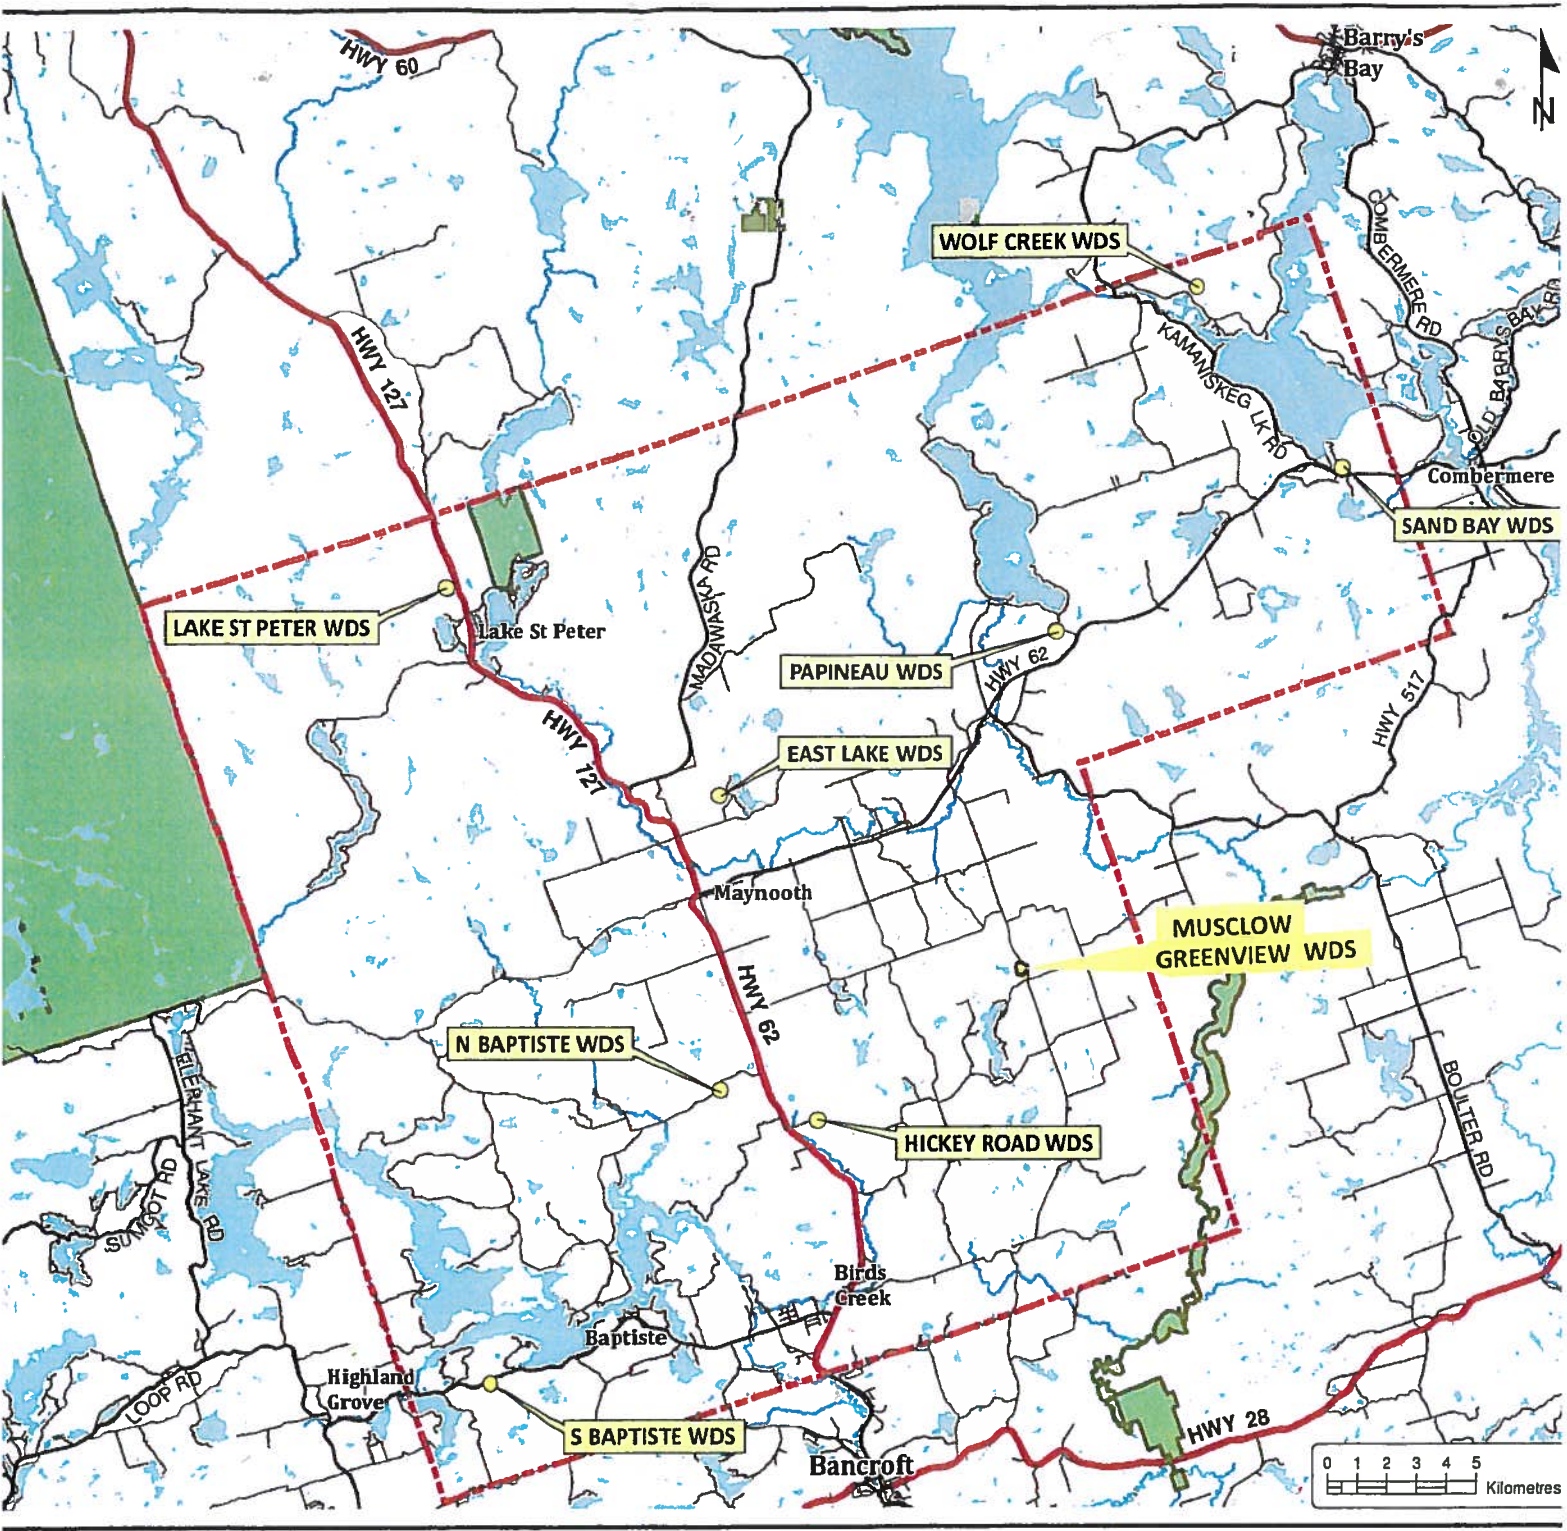 HWY 60
Barry's
Bay
N
WOLF CREEK WDS
COMBERMERE RD
OLD BARRYS BAY RD
HWY 127
KAMANISKEG LK RD
Combermere
SAND BAY WDS
LAKE ST PETER WDS
Lake St Peter
MADAWASKA RD
PAPINEAU WDS
HWY 62
HWY 517
HWY 127
EAST LAKE WDS
Maynooth
MUSCLOW
GREENVIEW WDS
HWY 62
N BAPTISTE WDS
HICKEY ROAD WDS
ELEPHANT LAKE RD
BOULTER RD
SUMCOT RD
Birds
Creek
Baptiste
Highland
Grove
LOOP RD
S BAPTISTE WDS
Bancroft
HWY 28
0 1 2 3 4 5
Kilometres